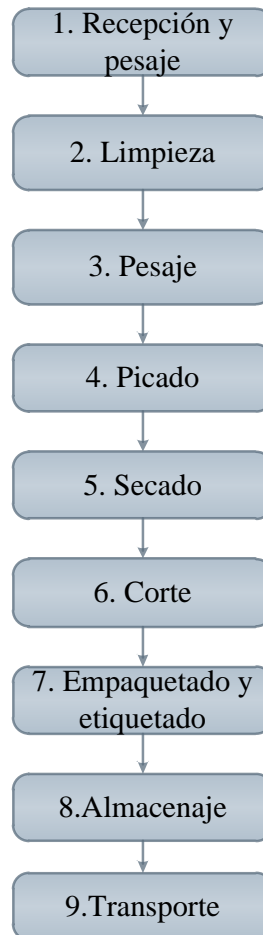 1. Recepción y
pesaje
2. Limpieza
3. Pesaje
4. Picado
5. Secado
6. Corte
7. Empaquetado y
etiquetado
8.Almacenaje
9.Transporte